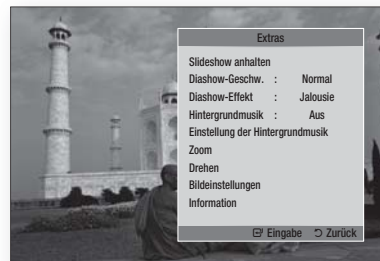 Extras
Slideshow anhalten
Diashow-Geschw. : Normal
Diashow-Effekt : Jalousie
Hintergrundmusik : Aus
Einstellung der Hintergrundmusik
Zoom
Drehen
Bildeinstellungen
Information
Eingabe Zurück